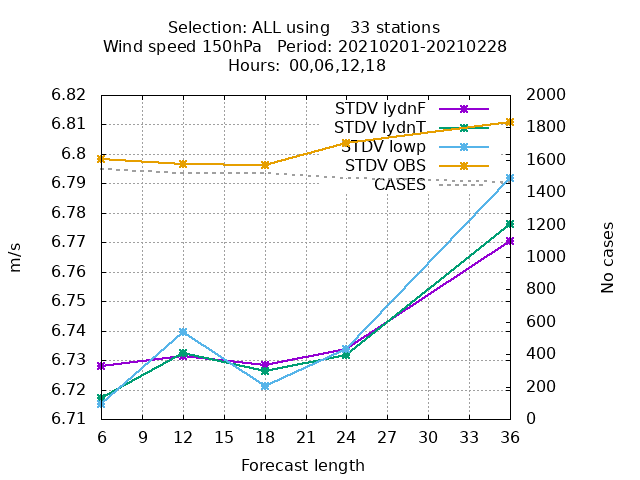 Selection: ALL using    33 stations
Wind speed 150hPa   Period: 20210201-20210228
Hours:  00,06,12,18
6.82
6.81
6.8
6.79
6.78
6.77
6.76
6.75
6.74
6.73
6.72
6.71
m/s
STDV lydnF
STDV lydnT
STDV lowp
STDV OBS
CASES
2000
1800
1600
1400
1200
1000
800
600
400
200
0
No cases
6 9 12 15 18 21 24 27 30 33 36
Forecast length